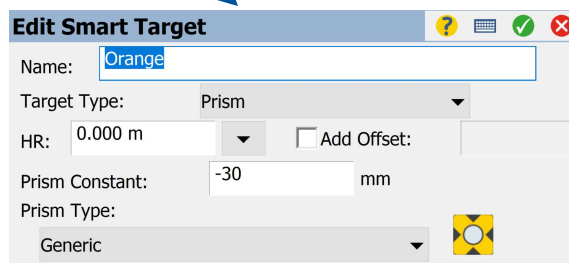 Edit Smart Target ?
Name: Orange
Target Type: Prism
HR: 0.000 m Add Offset:
Prism Constant: -30 mm
Prism Type:
Generic